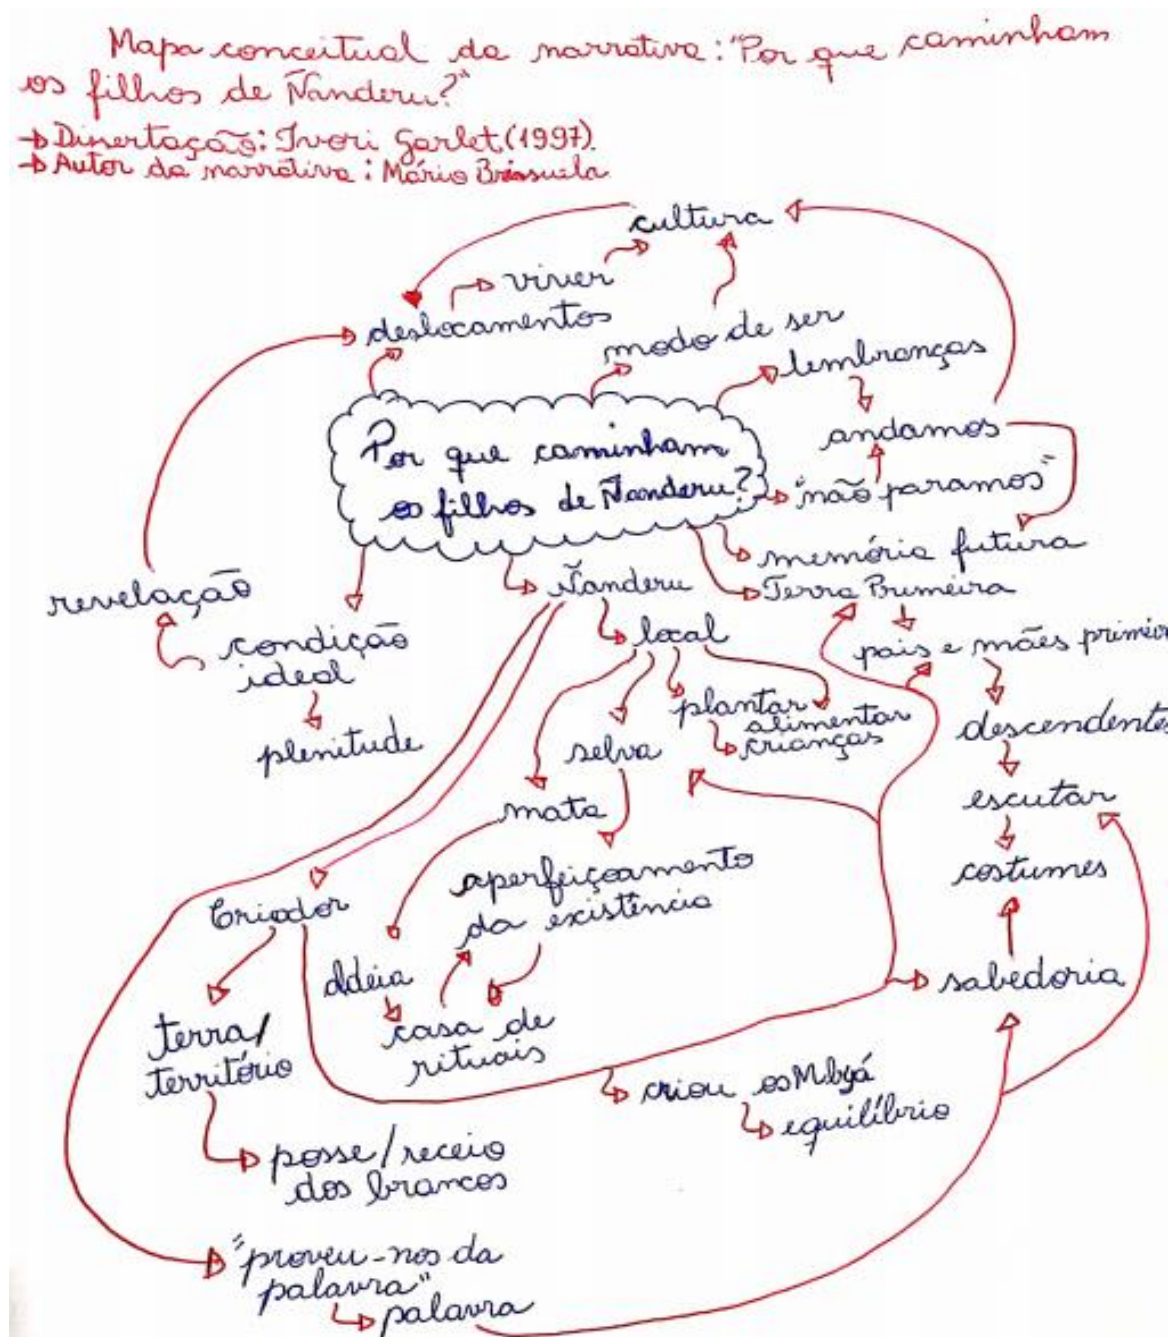 Mapa conceitual da narrativa: "Por que caminham
os filhos de Ñanderu?"
→ Dissertação: Ivori Garlet (1997).
→ Autor da narrativa: Mário Brissuela
cultura
viver
deslocamentos
modo de ser
lembranças
Por que caminham
os filhos de Ñanderu?
andamos
"não paramos"
memória futura
Terra Primeira
Ñanderu
revelação
condição
ideal
plenitude
local
pais e mães primeir
plantar
alimentar
crianças
selva
descendentes
mata
escutar
aperfeiçoamento
da existência
costumes
Criador
aldeia
casa de
rituais
sabedoria
terra/
território
criou os Mbyá
equilíbrio
posse/receio
dos brancos
"proveu-nos da
palavra"
palavra